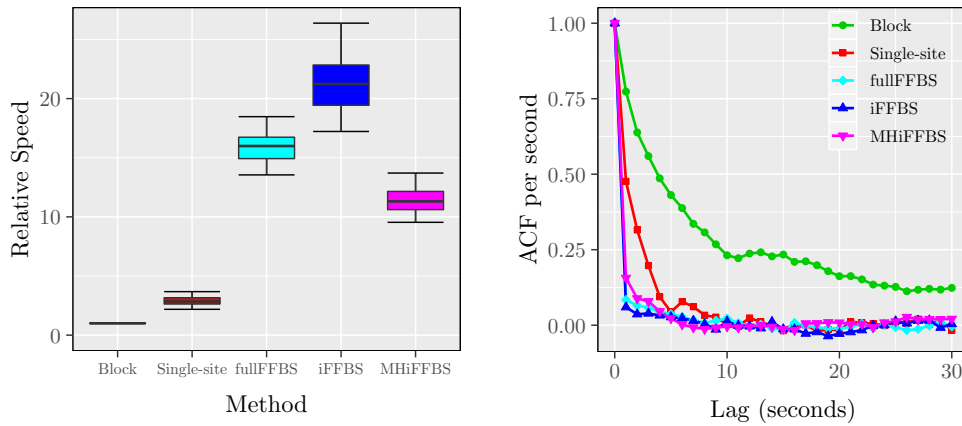 Relative Speed
20
10
0
Block Single-site fullFFBS iFFBS MHiFFBS
Method
ACF per second
1.00
0.75
0.50
0.25
0.00
0 10 20 30
Lag (seconds)
Block
Single-site
fullFFBS
iFFBS
MHiFFBS